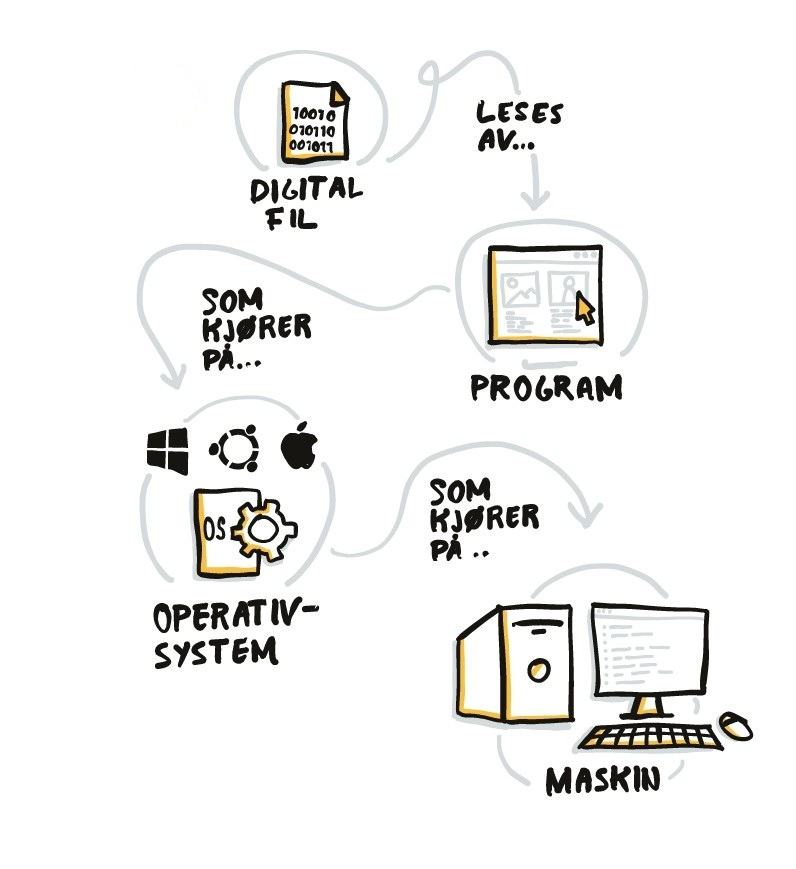 10010
010110
001011
DIGITAL
FIL
LESES
AV...
PROGRAM
SOM
KJØRER
PÅ...
OS
OPERATIV-
SYSTEM
SOM
KJØRER
PÅ ..
MASKIN